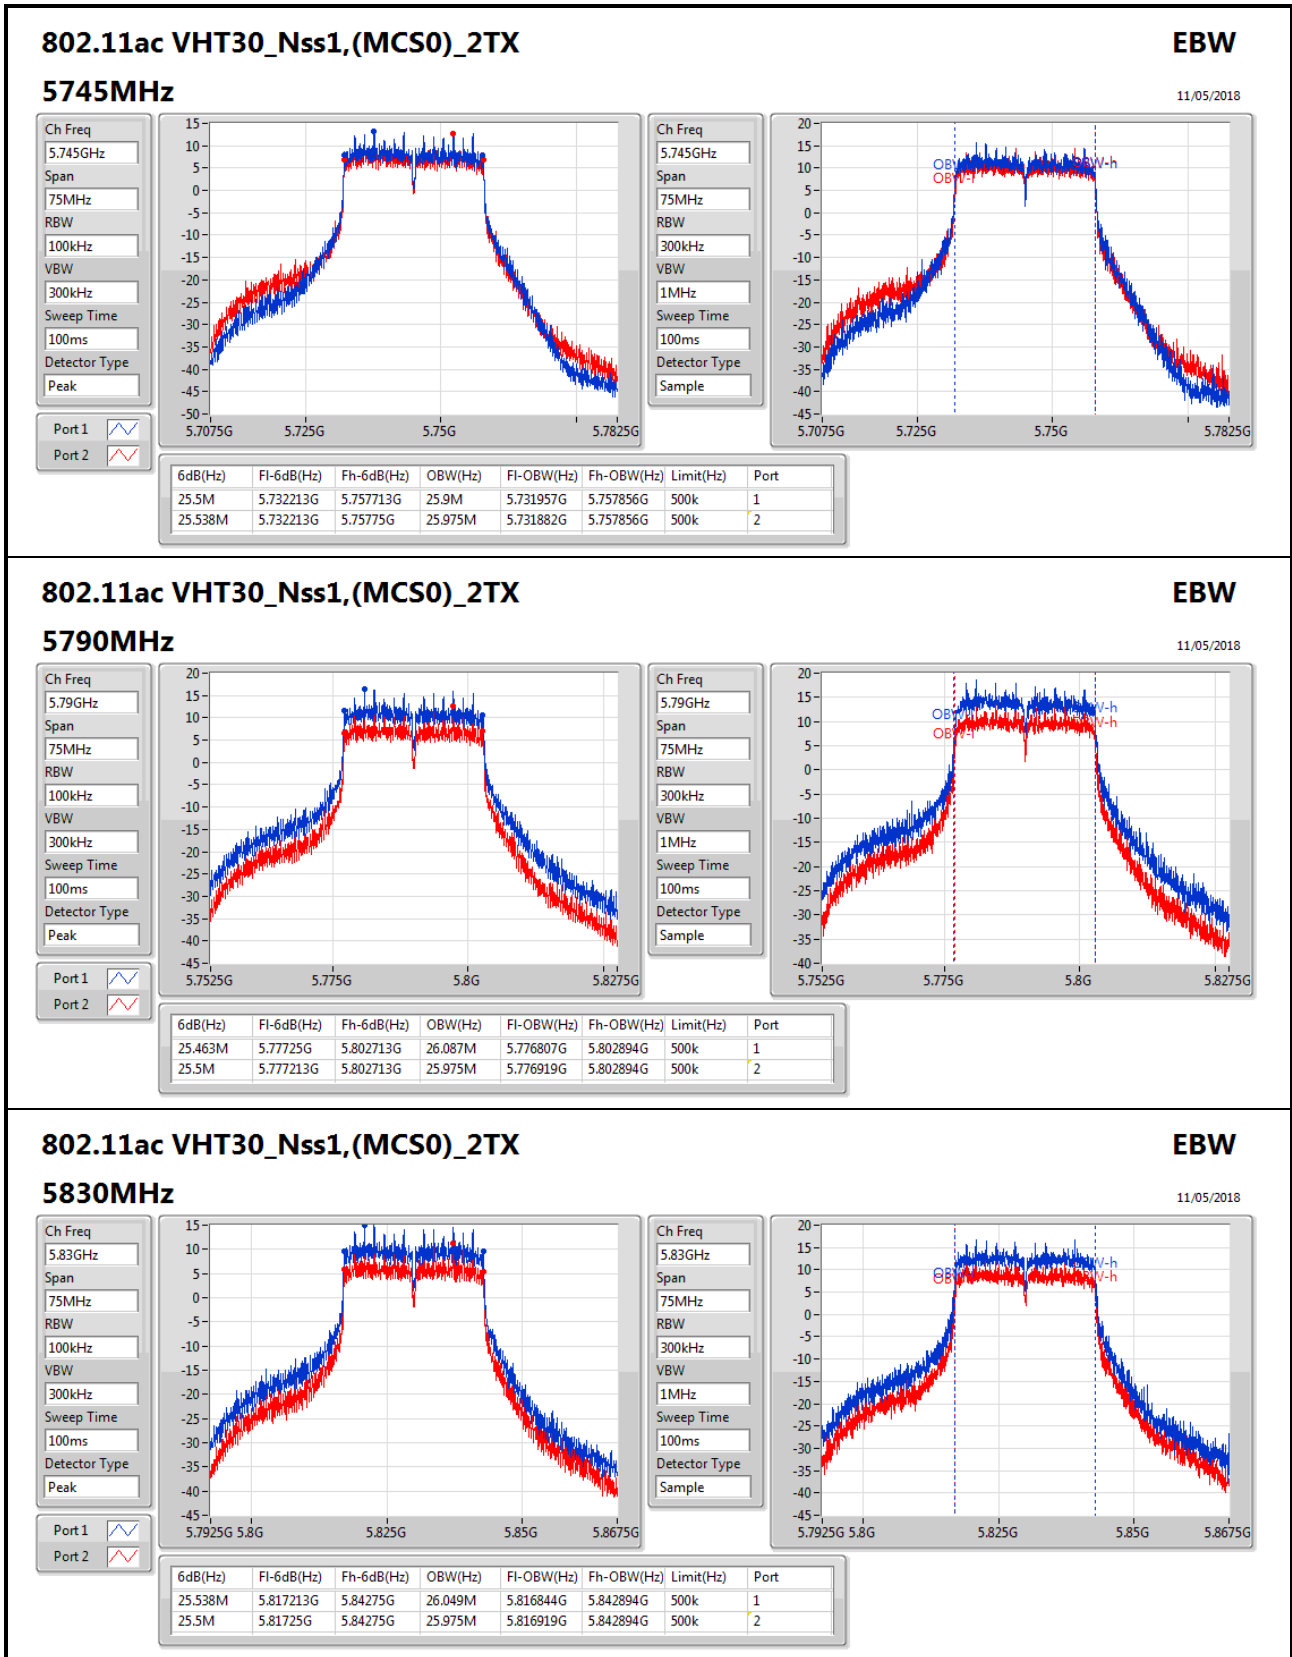 802.11ac VHT30_Nss1,(MCS0)_2TX EBW
5745MHz 11/05/2018
Ch Freq
5.745GHz
Span
75MHz
RBW
100kHz
VBW
300kHz
Sweep Time
100ms
Detector Type
Peak
Port 1
Port 2
15
10
5
0
-5
-10
-15
-20
-25
-30
-35
-40
-45
-50
5.7075G 5.725G 5.75G 5.7825G
Ch Freq
5.745GHz
Span
75MHz
RBW
300kHz
VBW
1MHz
Sweep Time
100ms
Detector Type
Sample
20
15
10
5
0
-5
-10
-15
-20
-25
-30
-35
-40
-45
5.7075G 5.725G 5.75G 5.7825G
6dB(Hz) Fl-6dB(Hz) Fh-6dB(Hz) OBW(Hz) Fl-OBW(Hz) Fh-OBW(Hz) Limit(Hz) Port
25.5M 5.732213G 5.757713G 25.9M 5.731957G 5.757856G 500k 1
25.538M 5.732213G 5.75775G 25.975M 5.731882G 5.757856G 500k 2
802.11ac VHT30_Nss1,(MCS0)_2TX EBW
5790MHz 11/05/2018
Ch Freq
5.79GHz
Span
75MHz
RBW
100kHz
VBW
300kHz
Sweep Time
100ms
Detector Type
Peak
Port 1
Port 2
20
15
10
5
0
-5
-10
-15
-20
-25
-30
-35
-40
-45
5.7525G 5.775G 5.8G 5.8275G
Ch Freq
5.79GHz
Span
75MHz
RBW
300kHz
VBW
1MHz
Sweep Time
100ms
Detector Type
Sample
20
15
10
5
0
-5
-10
-15
-20
-25
-30
-35
-40
5.7525G 5.775G 5.8G 5.8275G
6dB(Hz) Fl-6dB(Hz) Fh-6dB(Hz) OBW(Hz) Fl-OBW(Hz) Fh-OBW(Hz) Limit(Hz) Port
25.463M 5.77725G 5.802713G 26.087M 5.776807G 5.802894G 500k 1
25.5M 5.777213G 5.802713G 25.975M 5.776919G 5.802894G 500k 2
802.11ac VHT30_Nss1,(MCS0)_2TX EBW
5830MHz 11/05/2018
Ch Freq
5.83GHz
Span
75MHz
RBW
100kHz
VBW
300kHz
Sweep Time
100ms
Detector Type
Peak
Port 1
Port 2
15
10
5
0
-5
-10
-15
-20
-25
-30
-35
-40
-45
5.7925G 5.8G 5.825G 5.85G 5.8675G
Ch Freq
5.83GHz
Span
75MHz
RBW
300kHz
VBW
1MHz
Sweep Time
100ms
Detector Type
Sample
20
15
10
5
0
-5
-10
-15
-20
-25
-30
-35
-40
-45
5.7925G 5.8G 5.825G 5.85G 5.8675G
6dB(Hz) Fl-6dB(Hz) Fh-6dB(Hz) OBW(Hz) Fl-OBW(Hz) Fh-OBW(Hz) Limit(Hz) Port
25.538M 5.817213G 5.84275G 26.049M 5.816844G 5.842894G 500k 1
25.5M 5.81725G 5.84275G 25.975M 5.816919G 5.842894G 500k 2